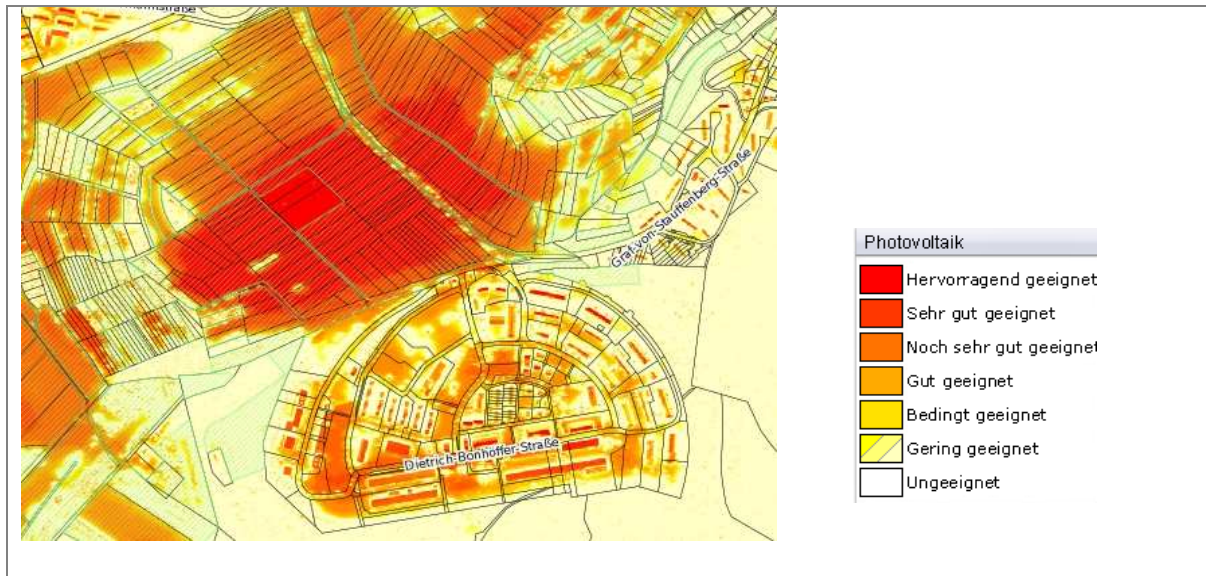 Graf-von-Stauffenberg-Straße
Dietrich-Bonhöffer-Straße
Photovoltaik
Hervorragend geeignet
Sehr gut geeignet
Noch sehr gut geeignet
Gut geeignet
Bedingt geeignet
Gering geeignet
Ungeeignet